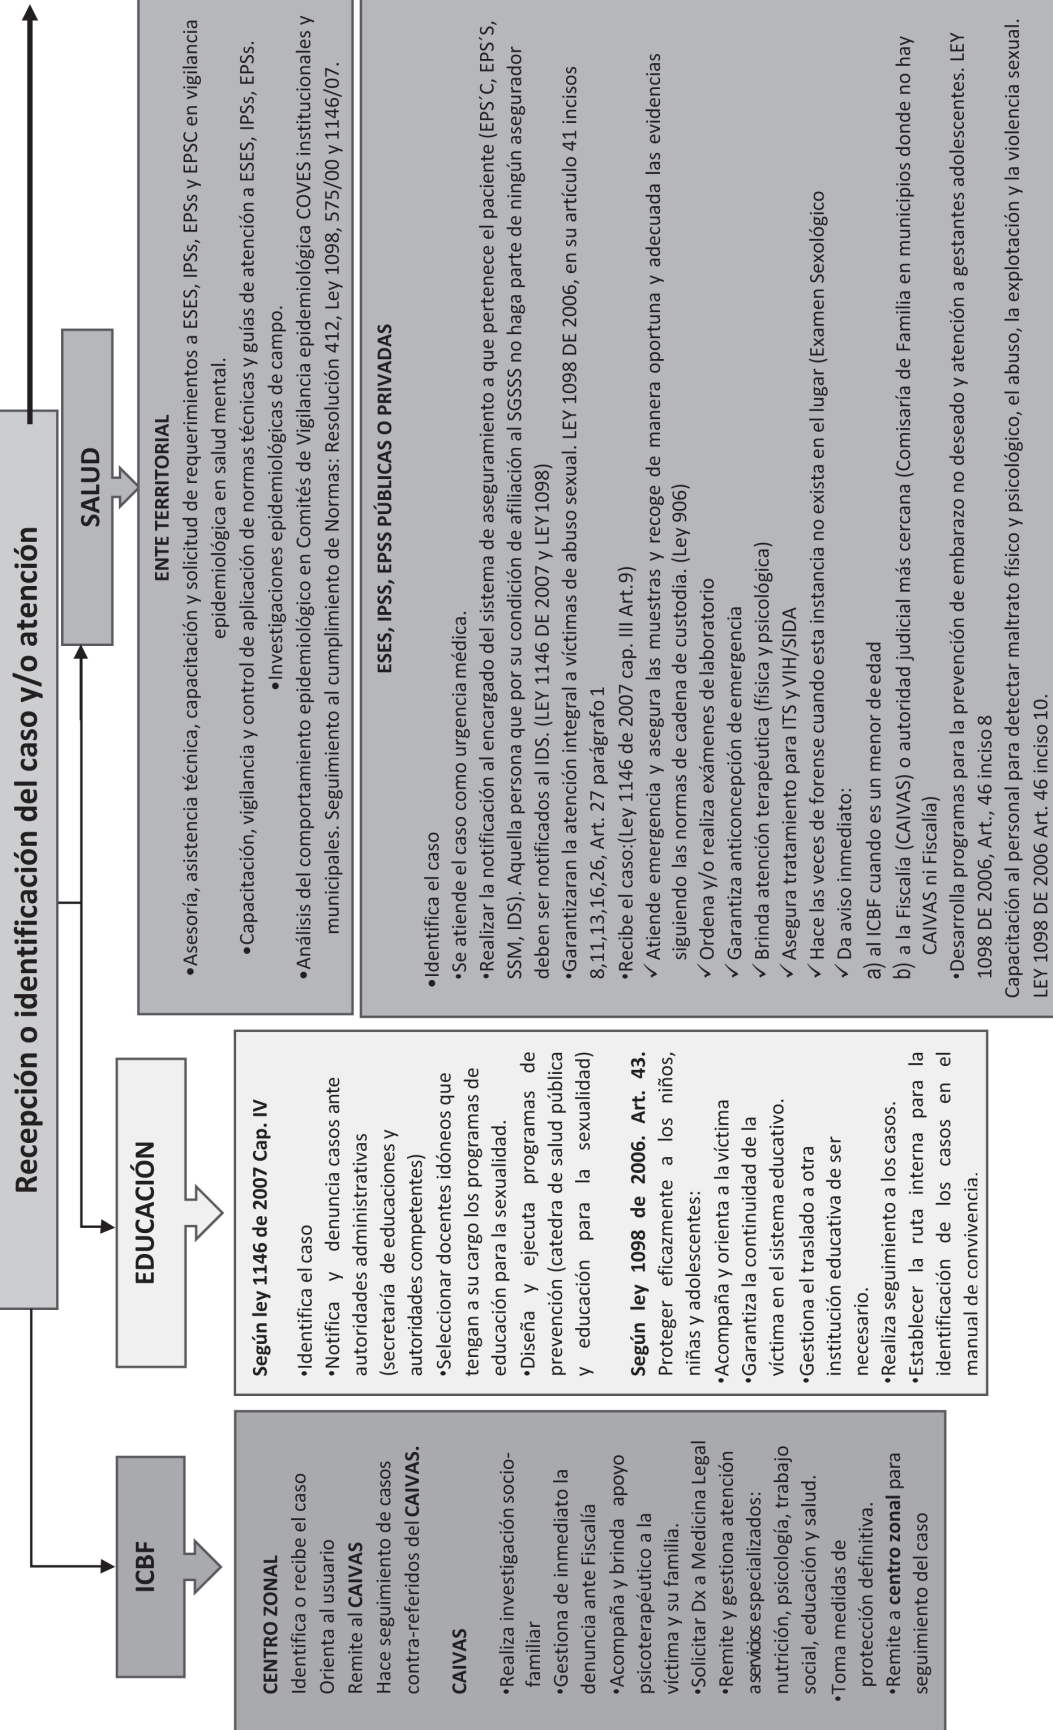 Recepción o identificación del caso y/o atención
ICBF
CENTRO ZONAL
Identifica o recibe el caso
Orienta al usuario
Remite al CAIVAS
Hace seguimiento de casos
contra-referidos del CAIVAS.
CAIVAS
•Realiza investigación socio-
familiar
•Gestiona de inmediato la
denuncia ante Fiscalía
•Acompaña y brinda apoyo
psicoterapéutico a la
víctima y su familia.
•Solicitar Dx a Medicina Legal
•Remite y gestiona atención
a servicios especializados:
nutrición, psicología, trabajo
social, educación y salud.
•Toma medidas de
protección definitiva.
•Remite a centro zonal para
seguimiento del caso
EDUCACIÓN
Según ley 1146 de 2007 Cap. IV
•Identifica el caso
•Notifica y denuncia casos ante
autoridades administrativas
(secretaría de educaciones y
autoridades competentes)
•Seleccionar docentes idóneos que
tengan a su cargo los programas de
educación para la sexualidad.
•Diseña y ejecuta programas de
prevención (catedra de salud pública
y educación para la sexualidad)
Según ley 1098 de 2006. Art. 43.
Proteger eficazmente a los niños,
niñas y adolescentes:
•Acompaña y orienta a la víctima
•Garantiza la continuidad de la
víctima en el sistema educativo.
•Gestiona el traslado a otra
institución educativa de ser
necesario.
•Realiza seguimiento a los casos.
•Establecer la ruta interna para la
identificación de los casos en el
manual de convivencia.
SALUD
ENTE TERRITORIAL
•Asesoría, asistencia técnica, capacitación y solicitud de requerimientos a ESES, IPSs, EPSs y EPSC en vigilancia
epidemiológica en salud mental.
•Capacitación, vigilancia y control de aplicación de normas técnicas y guías de atención a ESES, IPSs, EPSs.
•Investigaciones epidemiológicas de campo.
•Análisis del comportamiento epidemiológico en Comités de Vigilancia epidemiológica COVES institucionales y
municipales. Seguimiento al cumplimiento de Normas: Resolución 412, Ley 1098, 575/00 y 1146/07.
ESES, IPSS, EPSS PÚBLICAS O PRIVADAS
•Identifica el caso
•Se atiende el caso como urgencia médica.
•Realizar la notificación al encargado del sistema de aseguramiento a que pertenece el paciente (EPS´C, EPS´S,
SSM, IDS). Aquella persona que por su condición de afiliación al SGSSS no haga parte de ningún asegurador
deben ser notificados al IDS. (LEY 1146 DE 2007 y LEY1098)
•Garantizaran la atención integral a víctimas de abuso sexual. LEY 1098 DE 2006, en su artículo 41 incisos
8,11,13,16,26, Art. 27 parágrafo 1
•Recibe el caso:(Ley 1146 de 2007 cap. III Art.9)
✓ Atiende emergencia y asegura las muestras y recoge de manera oportuna y adecuada las evidencias
siguiendo las normas de cadena de custodia. (Ley 906)
✓ Ordena y/o realiza exámenes de laboratorio
✓ Garantiza anticoncepción de emergencia
✓ Brinda atención terapéutica (física y psicológica)
✓ Asegura tratamiento para ITS y VIH/SIDA
✓ Hace las veces de forense cuando esta instancia no exista en el lugar (Examen Sexológico
✓ Da aviso inmediato:
a) al ICBF cuando es un menor de edad
b) a la Fiscalía (CAIVAS) o autoridad judicial más cercana (Comisaría de Familia en municipios donde no hay
CAIVAS ni Fiscalía)
•Desarrolla programas para la prevención de embarazo no deseado y atención a gestantes adolescentes. LEY
1098 DE 2006, Art., 46 inciso 8
Capacitación al personal para detectar maltrato físico y psicológico, el abuso, la explotación y la violencia sexual.
LEY 1098 DE 2006 Art. 46 inciso 10.